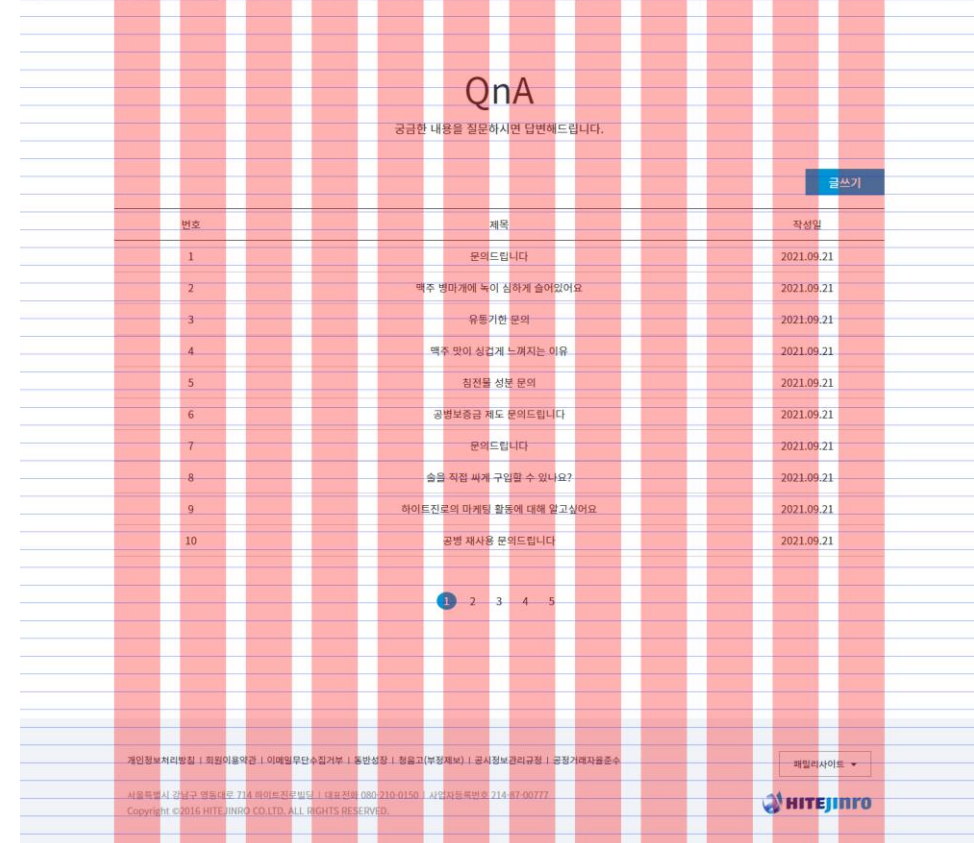 QnA
궁금한 내용을 질문하시면 답변해드립니다.
글쓰기
번호 제목 작성일
1 문의드립니다 2021.09.21
2 맥주 병마개에 녹이 심하게 슬어있어요 2021.09.21
3 유통기한 문의 2021.09.21
4 맥주 맛이 싱겁게 느껴지는 이유 2021.09.21
5 침전물 성분 문의 2021.09.21
6 공병보증금 제도 문의드립니다 2021.09.21
7 문의드립니다 2021.09.21
8 술을 직접 싸게 구입할 수 있나요? 2021.09.21
9 하이트진로의 마케팅 활동에 대해 알고싶어요 2021.09.21
10 공병 재사용 문의드립니다 2021.09.21
1 2 3 4 5
개인정보처리방침 | 회원이용약관 | 이메일무단수집거부 | 동반성장 | 청음고(부정제보) | 공시정보관리규정 | 공정거래자율준수
패밀리사이트
서울특별시 강남구 영동대로 714 하이트진로빌딩 | 대표전화 080-210-0150 | 사업자등록번호 214-87-00777
Copyright ©2016 HITEJINRO CO.LTD. ALL RIGHTS RESERVED.
HITEJINRO